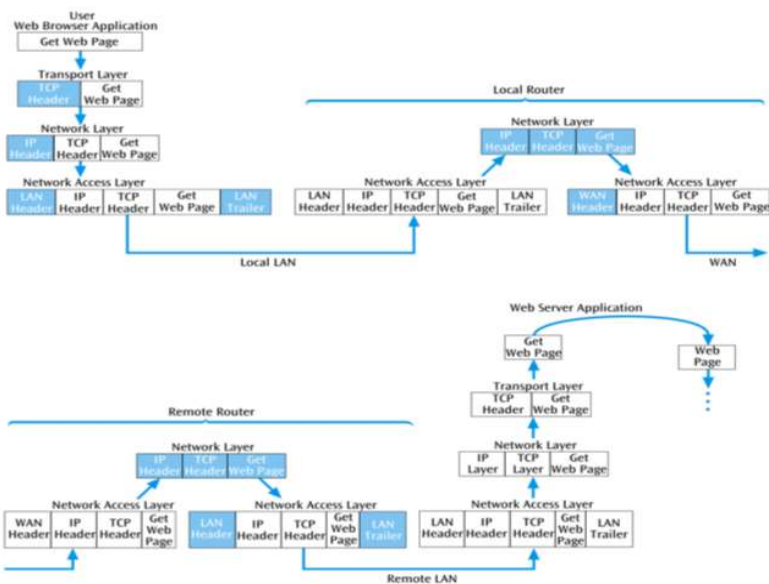 User
Web Browser Application
Get Web Page
Transport Layer
TCP Header Get Web Page
Network Layer
IP Header TCP Header Get Web Page
Network Access Layer
LAN Header IP Header TCP Header Get Web Page LAN Trailer
Local LAN
Local Router
Network Layer
IP Header TCP Header Get Web Page
Network Access Layer
LAN Header IP Header TCP Header Get Web Page LAN Trailer
Network Access Layer
WAN Header IP Header TCP Header Get Web Page
WAN
Remote Router
Network Layer
IP Header TCP Header Get Web Page
Network Access Layer
WAN Header IP Header TCP Header Get Web Page
Network Access Layer
LAN Header IP Header TCP Header Get Web Page LAN Trailer
Remote LAN
Web Server Application
Get Web Page
Web Page
Transport Layer
TCP Header Get Web Page
Network Layer
IP Layer TCP Layer Get Web Page
Network Access Layer
LAN Header IP Header TCP Header Get Web Page LAN Trailer